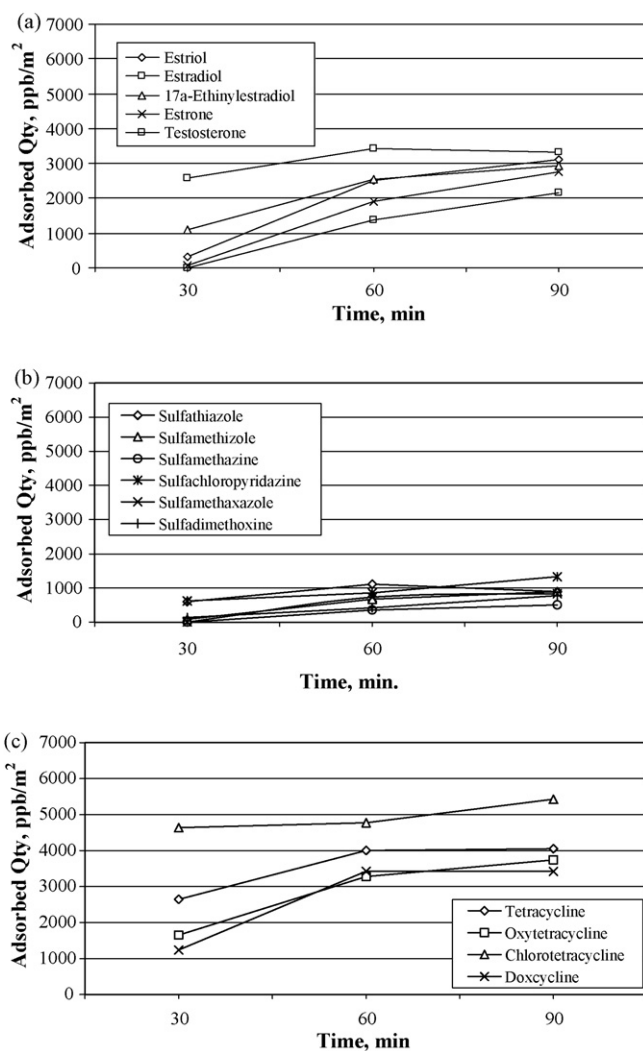 (a)
7000
6000
5000
4000
3000
2000
1000
0
Adsorbed Qty, ppb/m²
Estriol
Estradiol
17a-Ethinylestradiol
Estrone
Testosterone
30 60 90
Time, min
(b)
7000
6000
5000
4000
3000
2000
1000
0
Adsorbed Qty, ppb/m²
Sulfathiazole
Sulfamethizole
Sulfamethazine
Sulfachloropyridazine
Sulfamethaxazole
Sulfadimethoxine
30 60 90
Time, min.
(c)
7000
6000
5000
4000
3000
2000
1000
0
Adsorbed Qty, ppb/m²
Tetracycline
Oxytetracycline
Chlorotetracycline
Doxcycline
30 60 90
Time, min